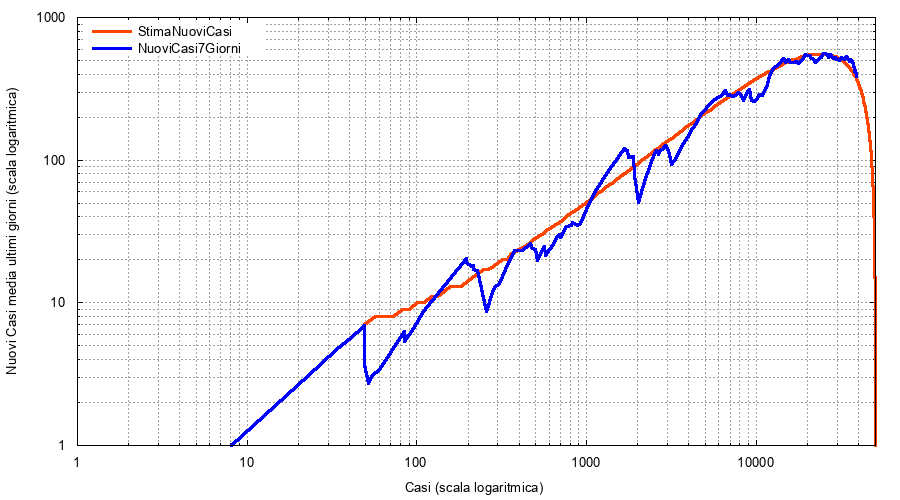 1000
StimaNuoviCasi
NuoviCasi7Giorni
100
10
1
Nuovi Casi media ultimi giorni (scala logaritmica)
1
10
100
1000
10000
Casi (scala logaritmica)